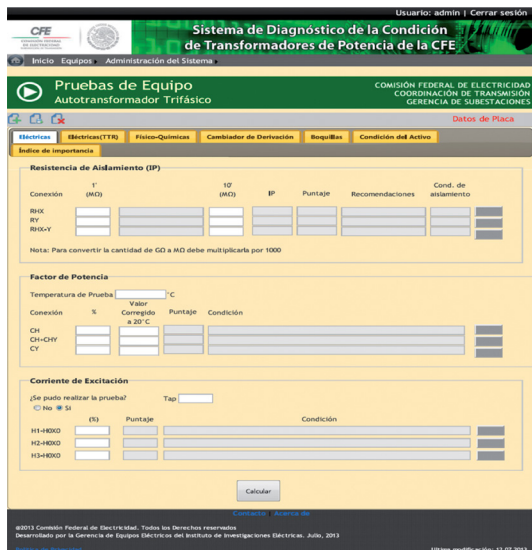 Usuario: admin | Cerrar sesión
CFE
Sistema de Diagnóstico de la Condición
de Transformadores de Potencia de la CFE
Inicio Equipos Administración del Sistema
Pruebas de Equipo
Autotransformador Trifásico
COMISIÓN FEDERAL DE ELECTRICIDAD
COORDINACIÓN DE TRANSMISIÓN
GERENCIA DE SUBESTACIONES
Datos de Placa
Eléctricas Eléctricas(TTR) Físico-Químicas Cambiador de Derivación Boquillas Condición del Activo
Índice de importancia
Resistencia de Aislamiento (IP)
Conexión 1' (MΩ) 10' (MΩ) IP Puntaje Recomendaciones Cond. de aislamiento
RHX
RY
RHX-Y
Nota: Para convertir la cantidad de GΩ a MΩ debe multiplicarla por 1000
Factor de Potencia
Temperatura de Prueba °C
Conexión % Valor Corregido a 20°C Puntaje Condición
CH
CH+CHY
CY
Corriente de Excitación
¿Se pudo realizar la prueba? Tap
No Si
(%) Puntaje Condición
H1-H0X0
H2-H0X0
H3-H0X0
Calcular
Contacto | Acerca de
©2013 Comisión Federal de Electricidad. Todos los Derechos reservados
Desarrollado por la Gerencia de Equipos Eléctricos del Instituto de Investigaciones Eléctricas. Julio, 2013